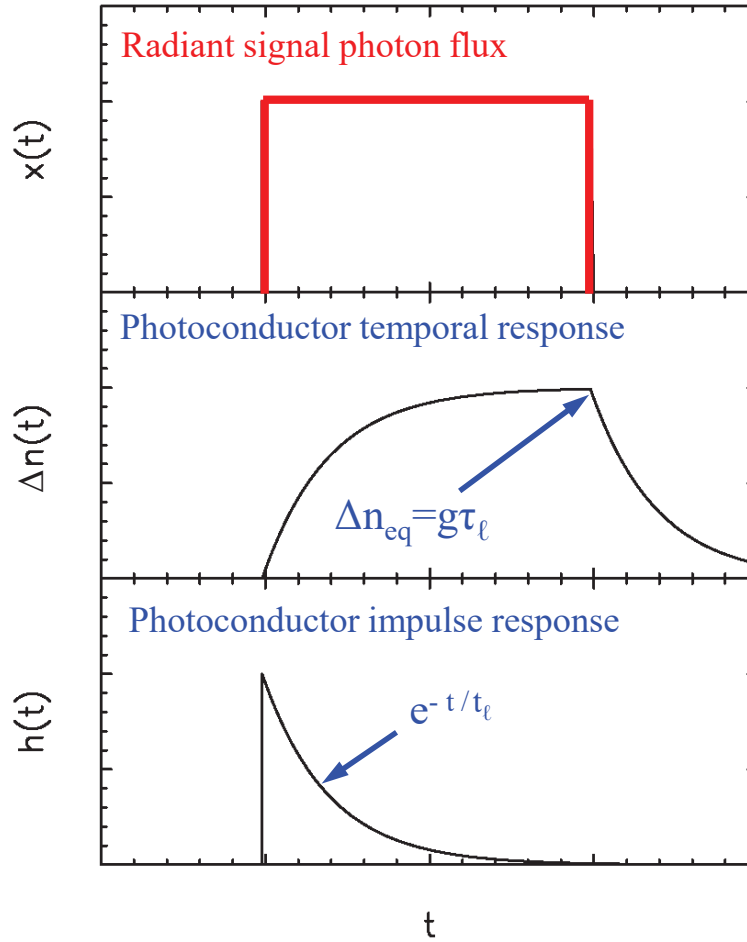 Radiant signal photon flux
x(t)
Photoconductor temporal response
Δn(t)
Δn_eq=gτ_ℓ
Photoconductor impulse response
h(t)
e^- t/t_ℓ
t